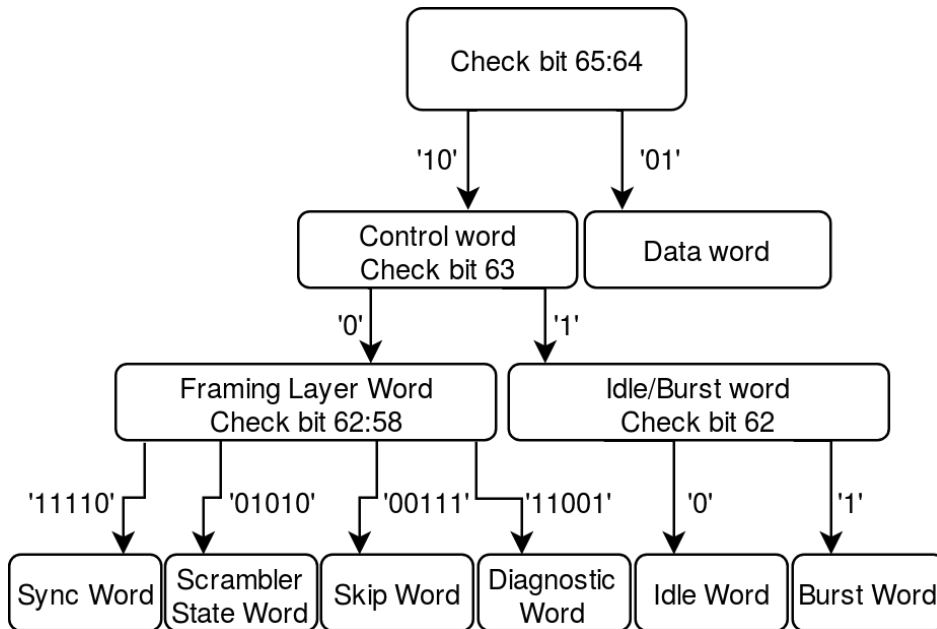 Check bit 65:64
'10'
'01'
Control word
Check bit 63
Data word
'0'
'1'
Framing Layer Word
Check bit 62:58
Idle/Burst word
Check bit 62
'11110'
'01010'
'00111'
'11001'
'0'
'1'
Sync Word
Scrambler
State Word
Skip Word
Diagnostic
Word
Idle Word
Burst Word